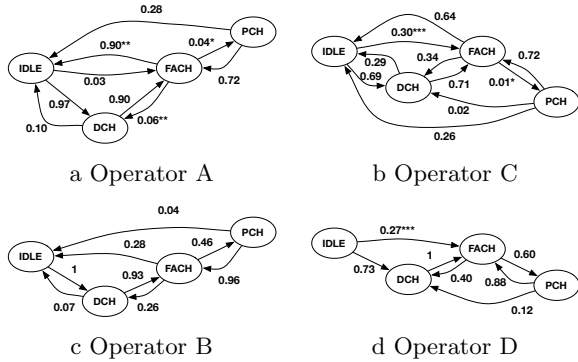 0.28
0.90**
0.04*
PCH
IDLE
FACH
0.03
0.72
0.97
0.90
0.10
DCH
0.06**
a Operator A
0.64
0.30***
IDLE
FACH
0.29
0.34
0.72
0.69
DCH
0.71
0.01*
PCH
0.02
0.26
b Operator C
0.04
PCH
0.28
0.46
IDLE
FACH
1
0.93
0.96
0.07
DCH
0.26
c Operator B
0.27***
IDLE
FACH
1
0.60
0.73
DCH
0.40
0.88
PCH
0.12
d Operator D